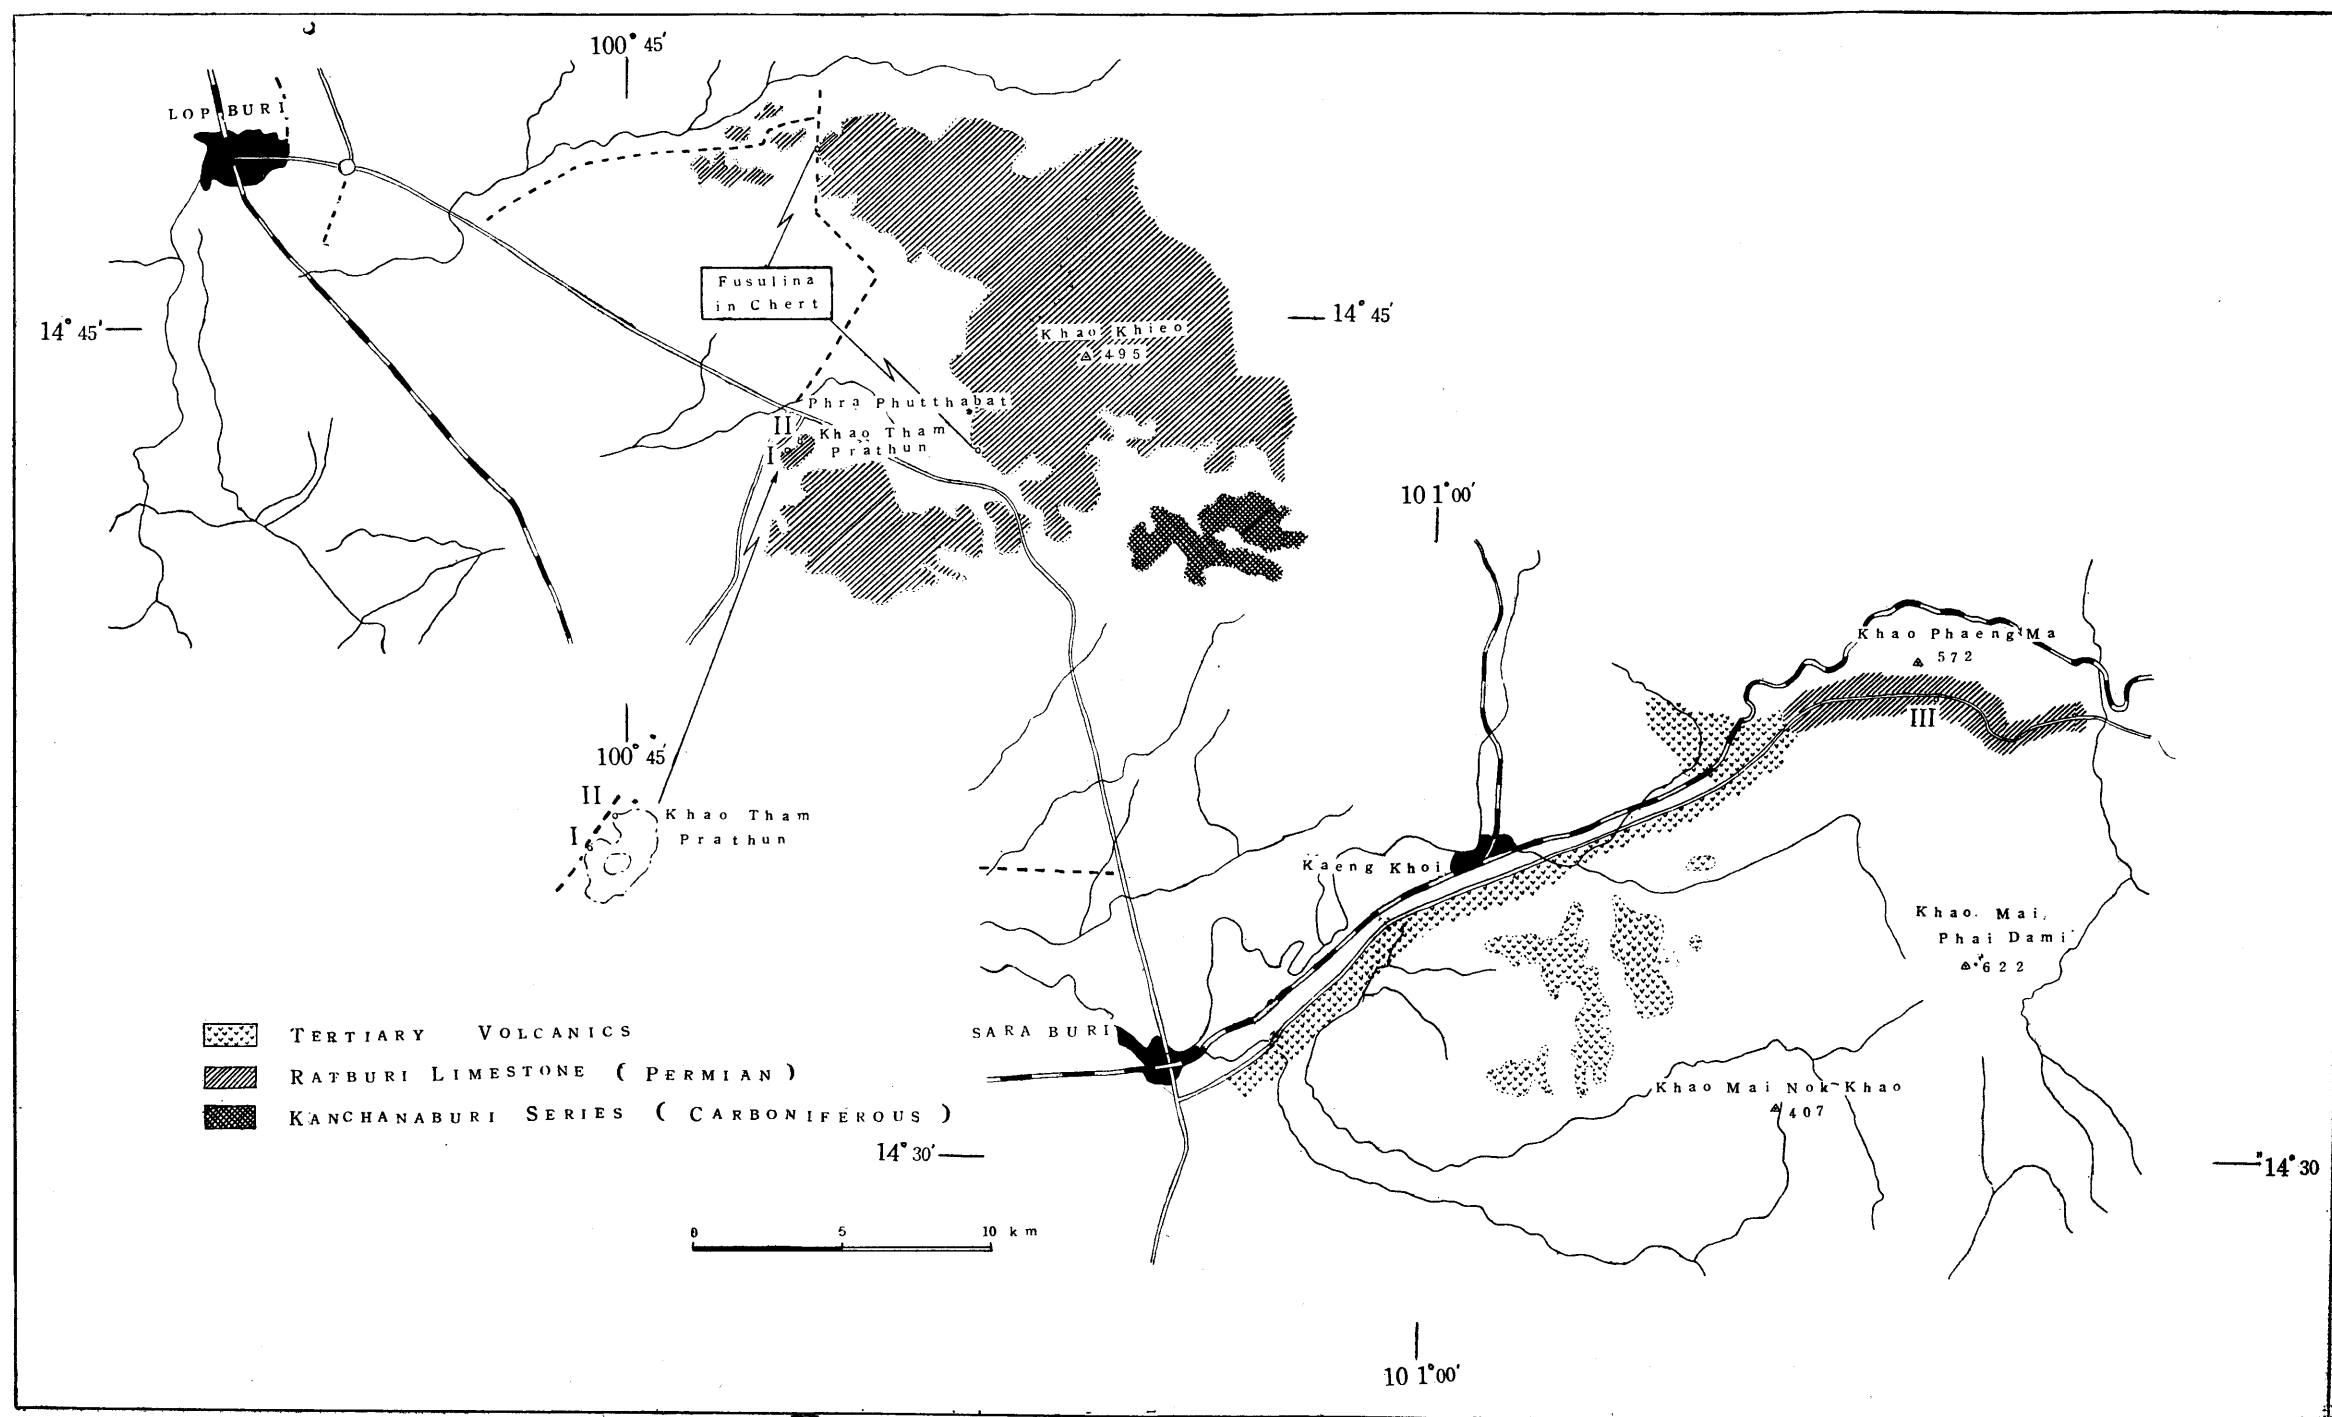 100° 45′
LOP BURI
Fusulina
in Chert
14° 45′
14° 45′
Khao Khieo
495
Phra Phutthabat
II
Khao Tham
Prathun
I
101°00′
Khao Phaeng Ma
572
III
100° 45′
II
Khao Tham
Prathun
I
Kaeng Khoi
Khao Mai
Phai Dami
622
SARA BURI
TERTIARY VOLCANICS
RATBURI LIMESTONE (PERMIAN)
Khao Mai Nok Khao
407
KANCHANABURI SERIES (CARBONIFEROUS)
14° 30′
14° 30
0 5 10 km
101°00′